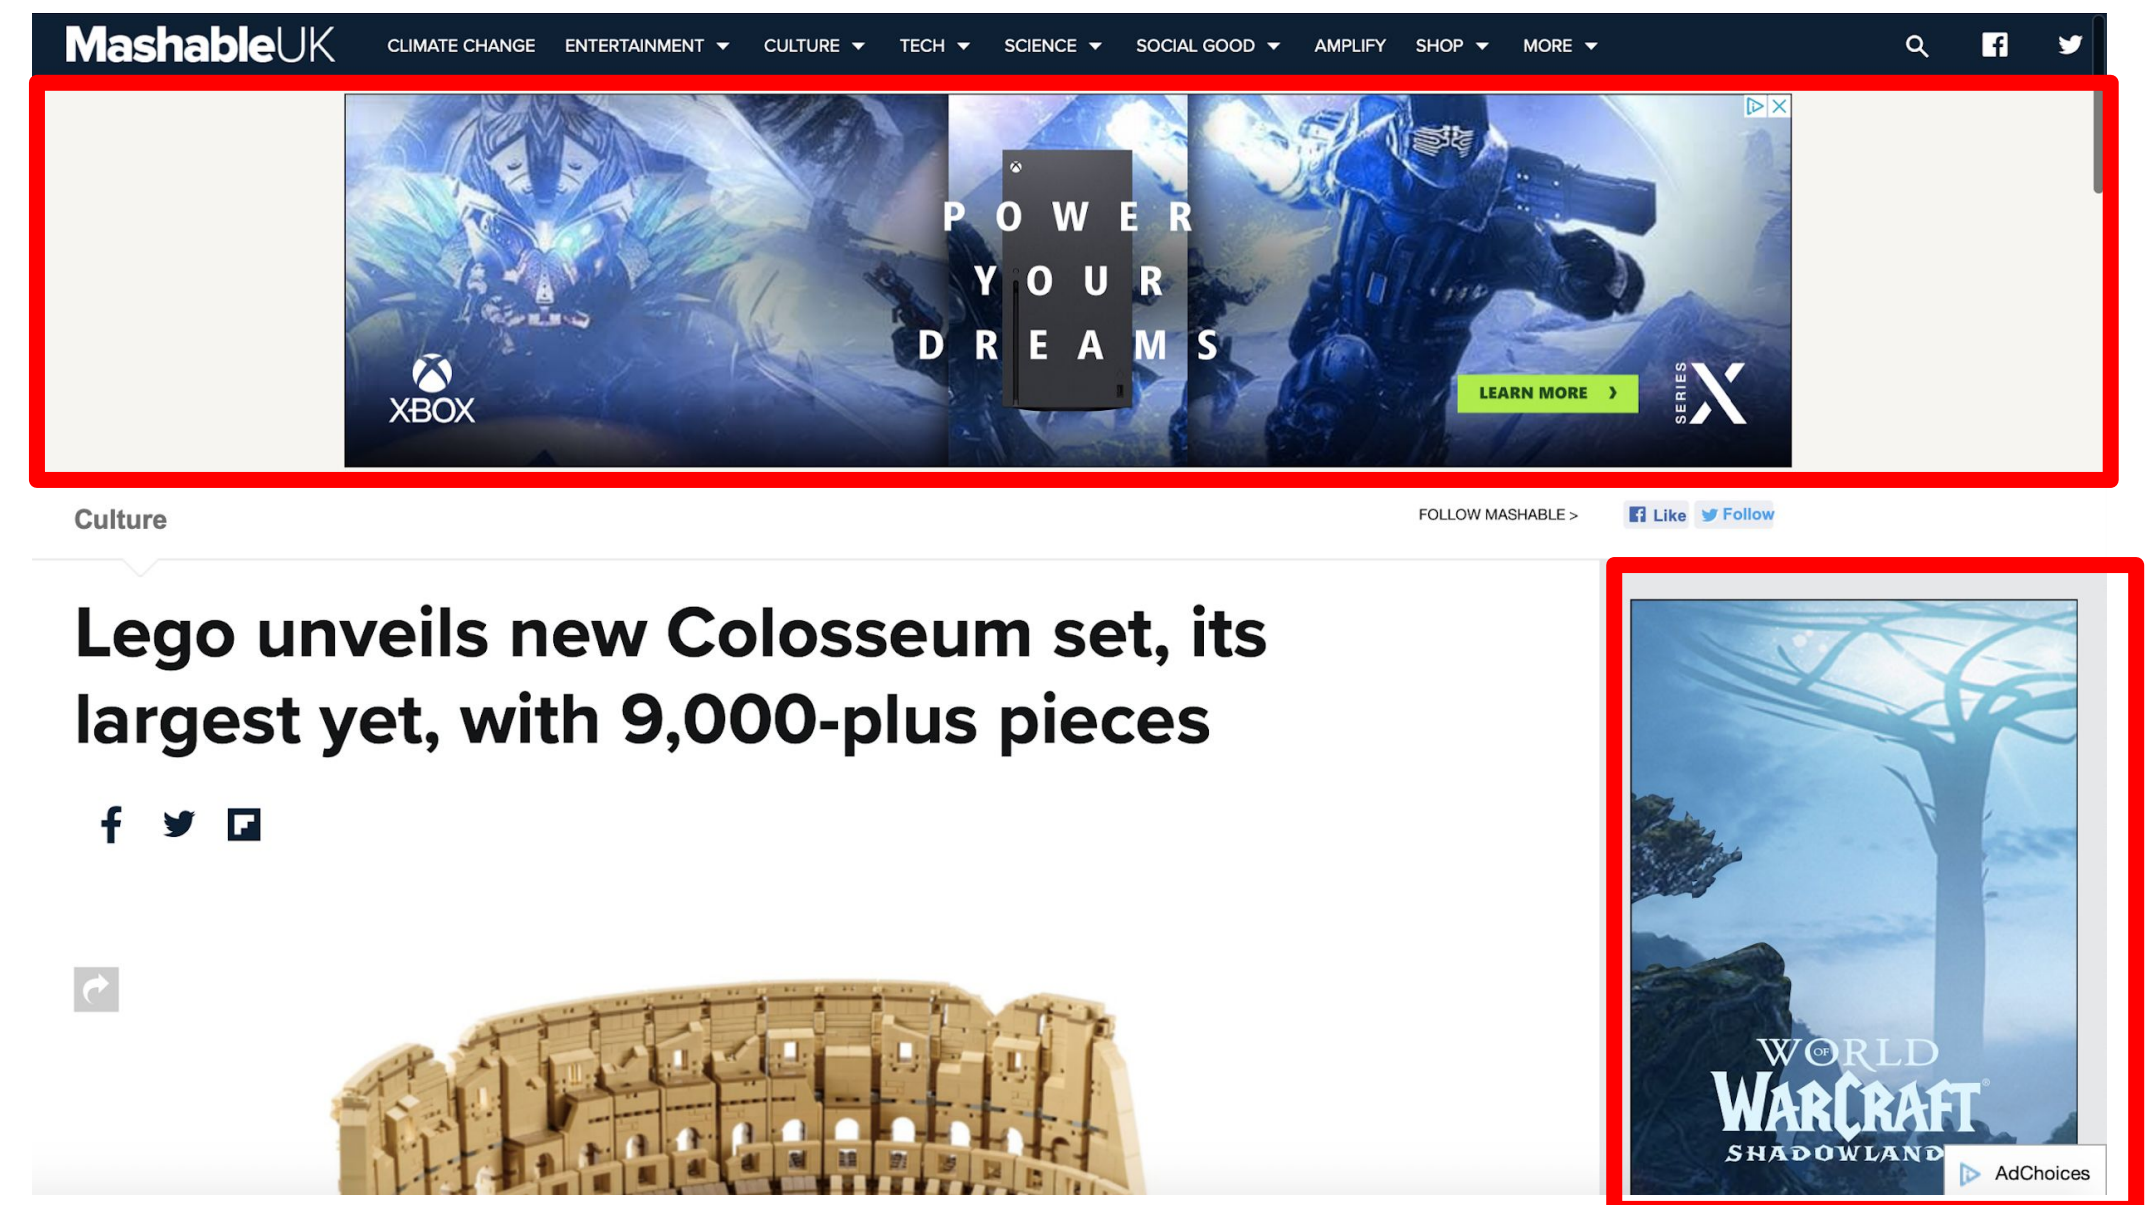 MashableUK CLIMATE CHANGE ENTERTAINMENT CULTURE TECH SCIENCE SOCIAL GOOD AMPLIFY SHOP MORE
POWER
YOUR
DREAMS
XBOX
LEARN MORE
SERIES X
Culture
FOLLOW MASHABLE >
Like
Follow
Lego unveils new Colosseum set, its
largest yet, with 9,000-plus pieces
WORLD
OF
WARCRAFT
SHADOWLAND
AdChoices